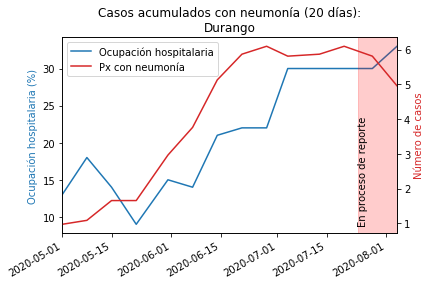 Casos acumulados con neumonía (20 días):
Durango
Ocupación hospitalaria
Px con neumonía
Ocupación hospitalaria (%)
30
25
20
15
10
6
5
4
3
2
1
Número de casos
En proceso de reporte
2020-05-01
2020-05-15
2020-06-01
2020-06-15
2020-07-01
2020-07-15
2020-08-01